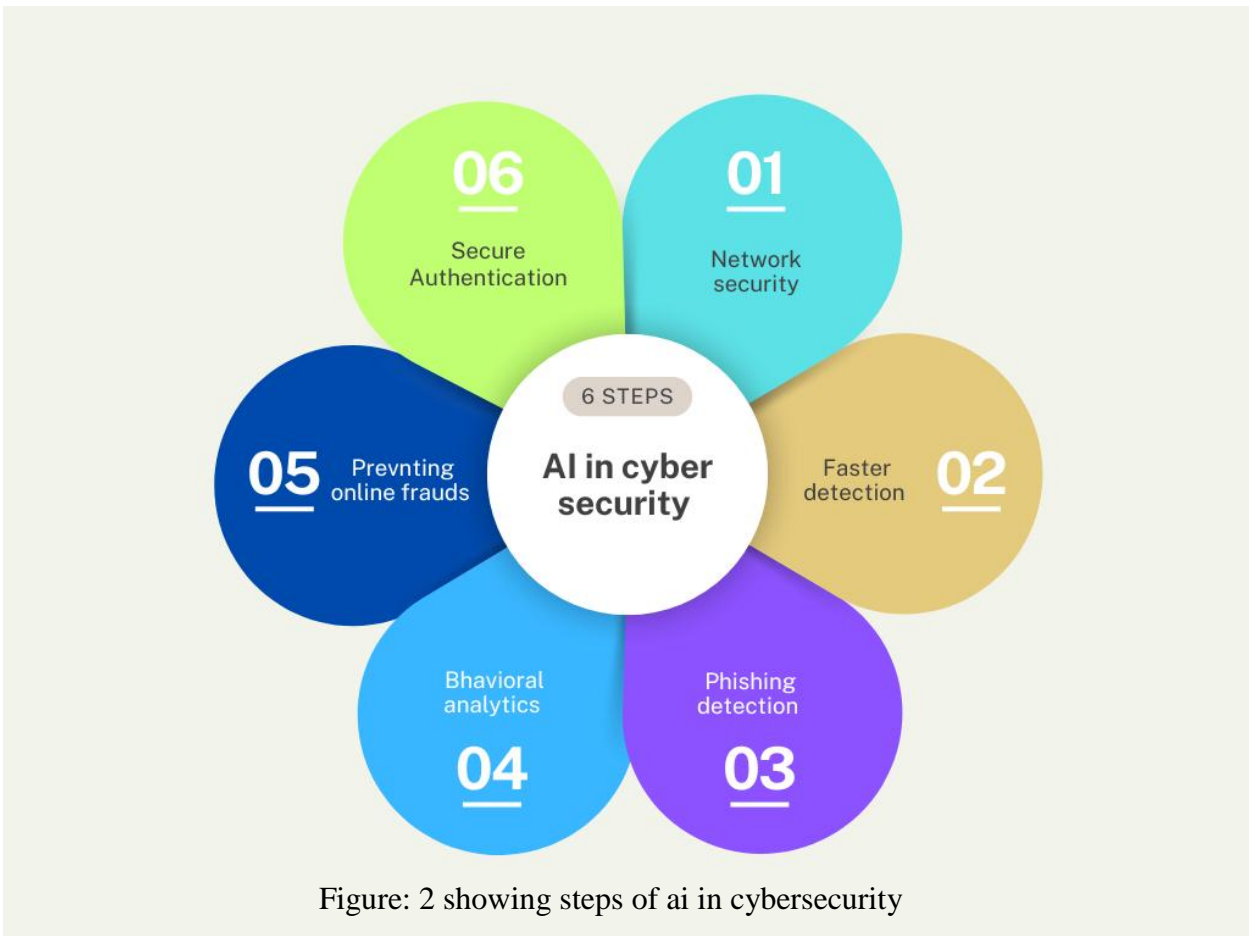 6 STEPS
AI in cyber
security
01
Network
security
Faster
detection
02
Phishing
detection
03
Bhavioral
analytics
04
05
Prevnting
online frauds
06
Secure
Authentication
Figure: 2 showing steps of ai in cybersecurity